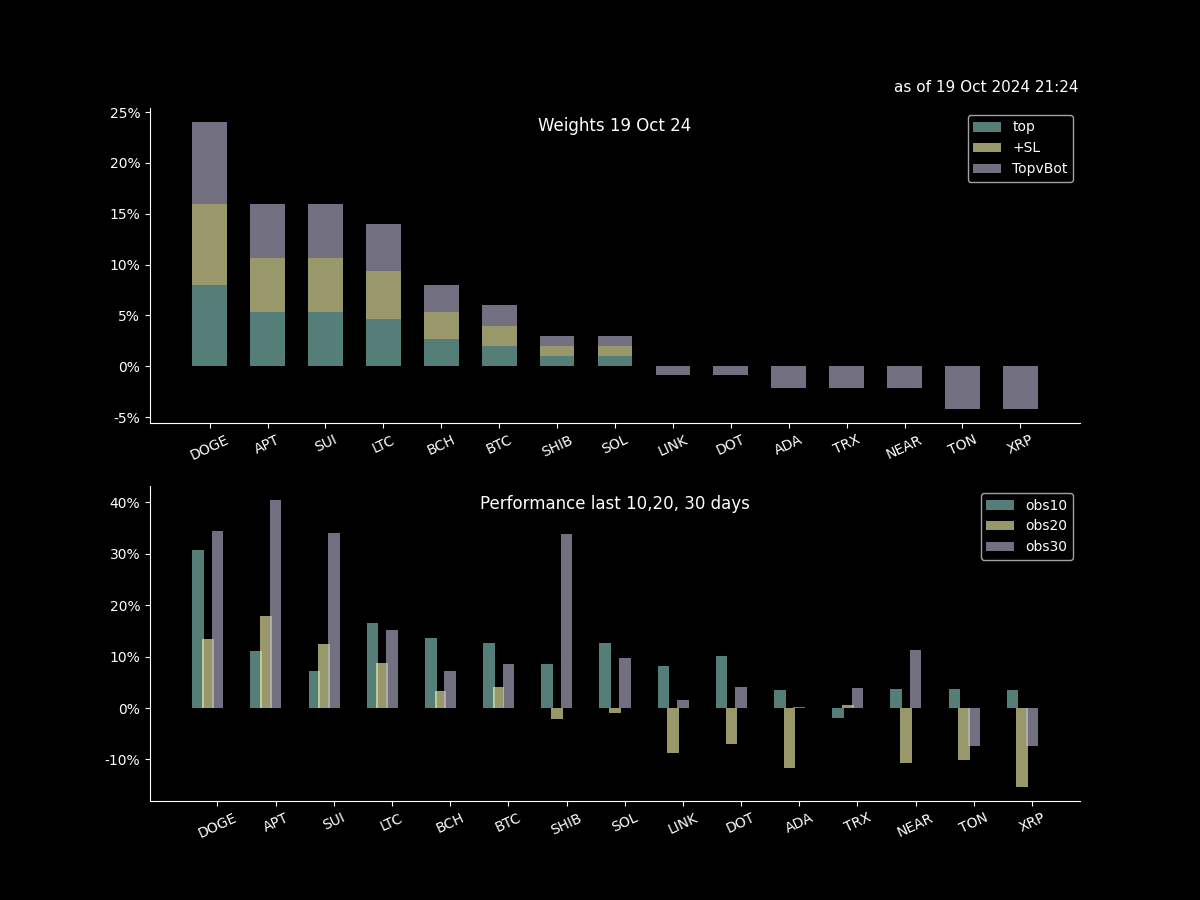 as of 19 Oct 2024 21:24
Weights 19 Oct 24
top
+SL
TopvBot
25%
20%
15%
10%
5%
0%
-5%
DOGE APT SUI LTC BCH BTC SHIB SOL LINK DOT ADA TRX NEAR TON XRP
Performance last 10,20, 30 days
obs10
obs20
obs30
40%
30%
20%
10%
0%
-10%
DOGE APT SUI LTC BCH BTC SHIB SOL LINK DOT ADA TRX NEAR TON XRP